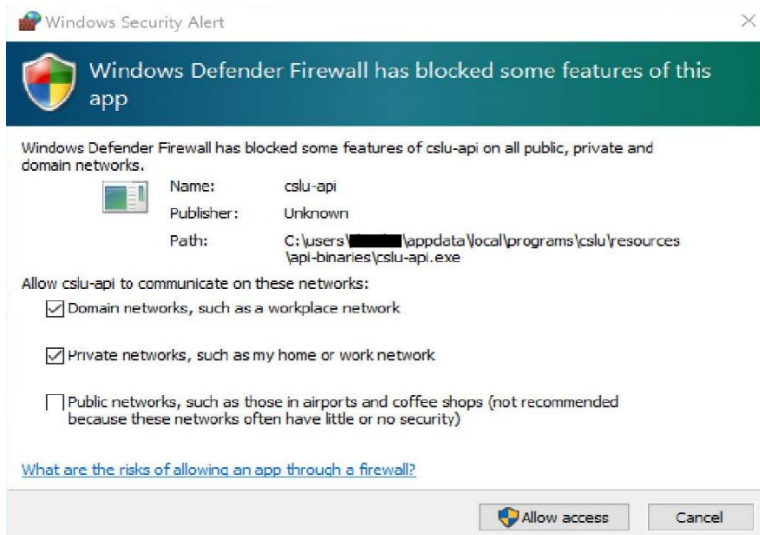 Windows Security Alert
Windows Defender Firewall has blocked some features of this
app
Windows Defender Firewall has blocked some features of cslu-api on all public, private and
domain networks.
Name: cslu-api
Publisher: Unknown
Path: C:\users\ \appdata\local\programs\cslu\resources
\api-binaries\cslu-api.exe
Allow cslu-api to communicate on these networks:
Domain networks, such as a workplace network
Private networks, such as my home or work network
Public networks, such as those in airports and coffee shops (not recommended
because these networks often have little or no security)
What are the risks of allowing an app through a firewall?
Allow access Cancel